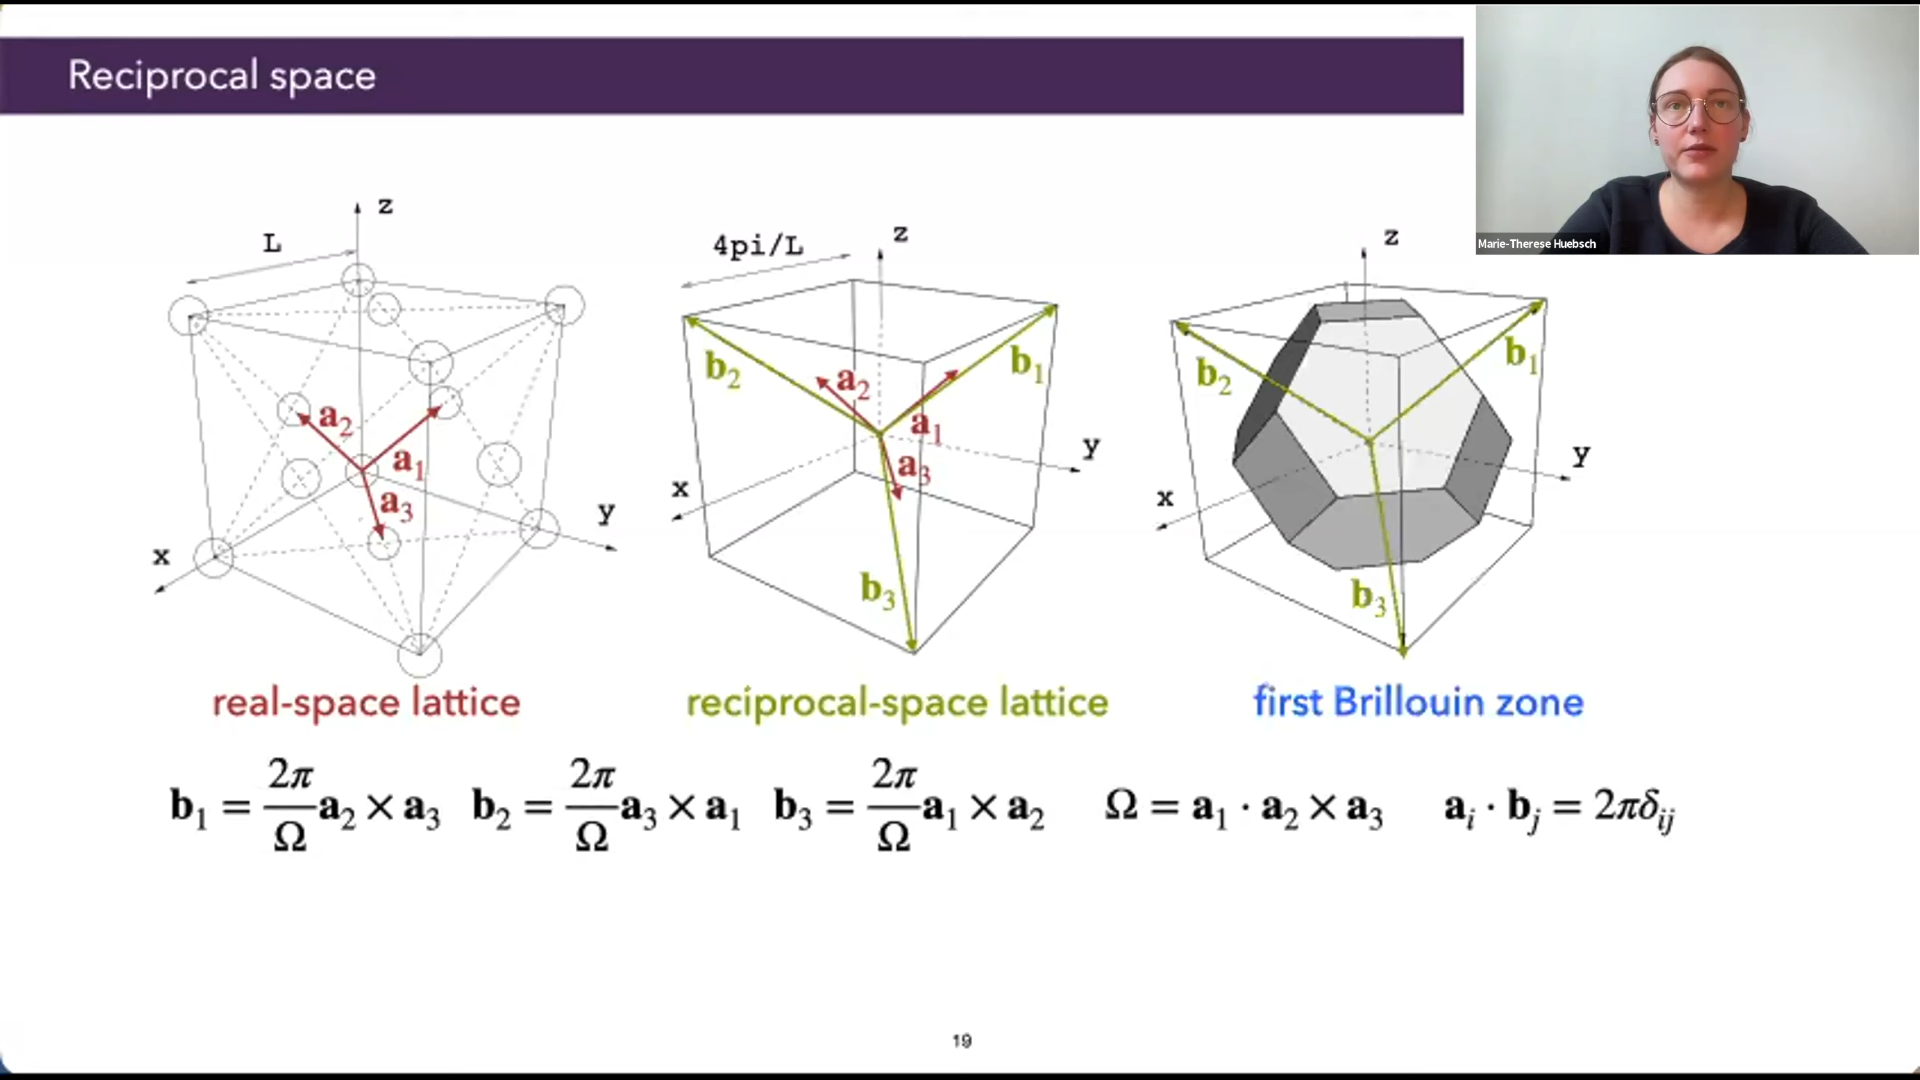 Reciprocal space
Marie-Therese Huebsch
z
L
a₂
a₁
a₃
x
y
4pi/L
z
b₂
b₁
a₂
a₁
a₃
y
x
b₃
z
b₂
b₁
y
x
b₃
real-space lattice
reciprocal-space lattice
first Brillouin zone
b₁ = 2π/Ω a₂ × a₃ b₂ = 2π/Ω a₃ × a₁ b₃ = 2π/Ω a₁ × a₂ Ω = a₁ · a₂ × a₃ aᵢ · bⱼ = 2πδᵢⱼ
19